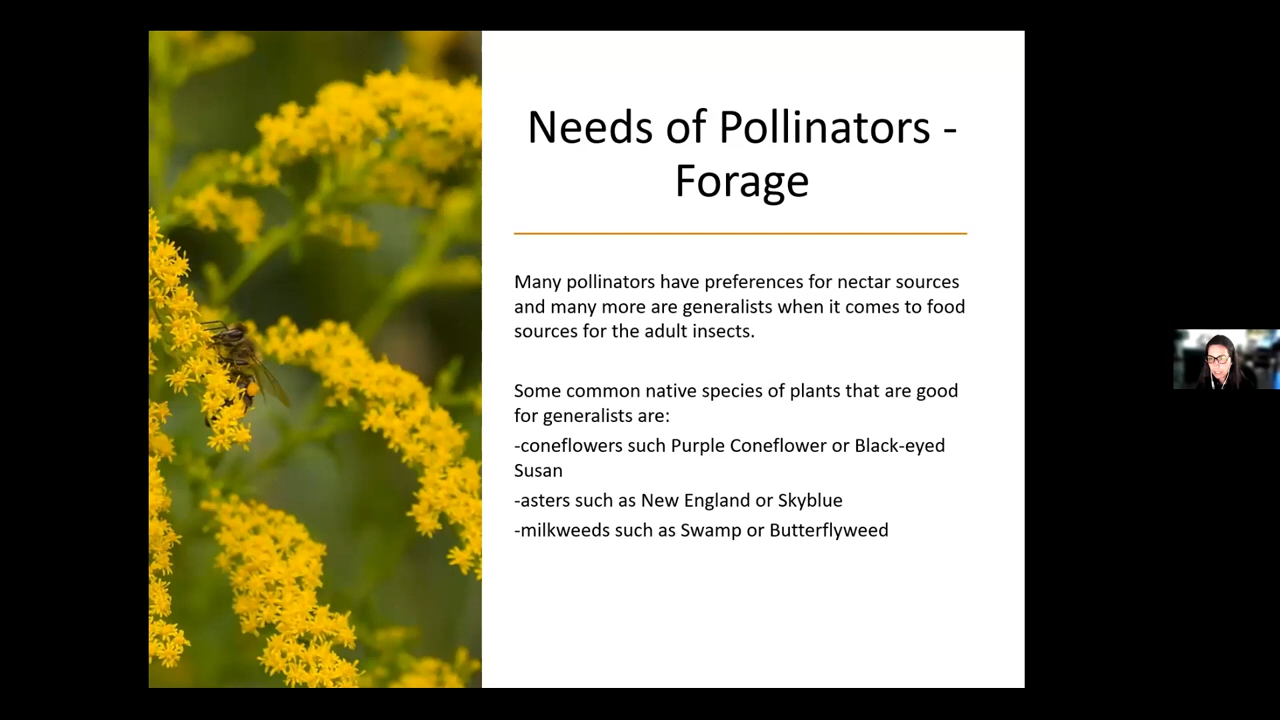 Needs of Pollinators -
Forage
Many pollinators have preferences for nectar sources
and many more are generalists when it comes to food
sources for the adult insects.
Some common native species of plants that are good
for generalists are:
-coneflowers such Purple Coneflower or Black-eyed
Susan
-asters such as New England or Skyblue
-milkweeds such as Swamp or Butterflyweed